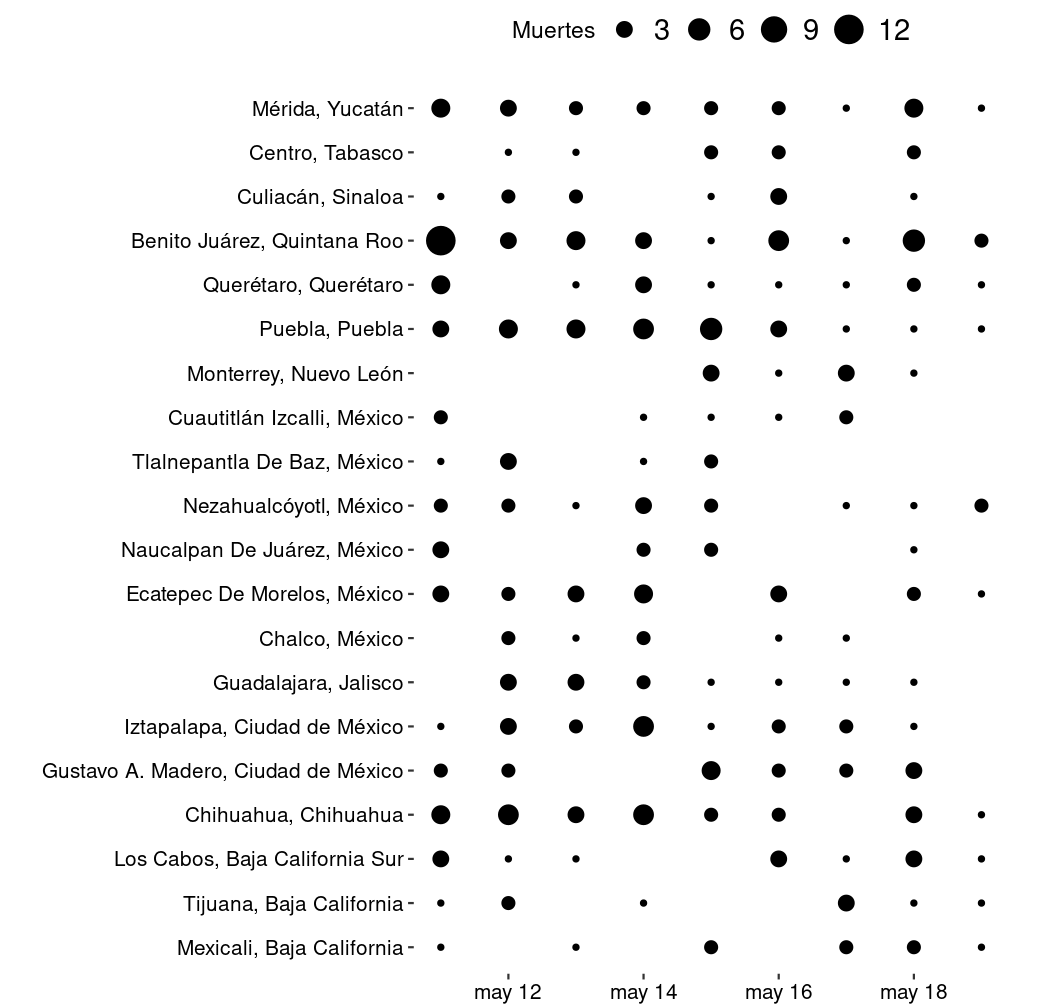 Muertes 3 6 9 12
Mérida, Yucatán
Centro, Tabasco
Culiacán, Sinaloa
Benito Juárez, Quintana Roo
Querétaro, Querétaro
Puebla, Puebla
Monterrey, Nuevo León
Cuautitlán Izcalli, México
Tlalnepantla De Baz, México
Nezahualcóyotl, México
Naucalpan De Juárez, México
Ecatepec De Morelos, México
Chalco, México
Guadalajara, Jalisco
Iztapalapa, Ciudad de México
Gustavo A. Madero, Ciudad de México
Chihuahua, Chihuahua
Los Cabos, Baja California Sur
Tijuana, Baja California
Mexicali, Baja California
may 12 may 14 may 16 may 18